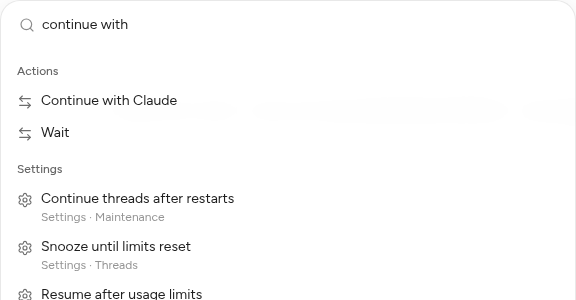 continue with
Actions
Continue with Claude
Wait
Settings
Continue threads after restarts
Settings · Maintenance
Snooze until limits reset
Settings · Threads
Resume after usage limits